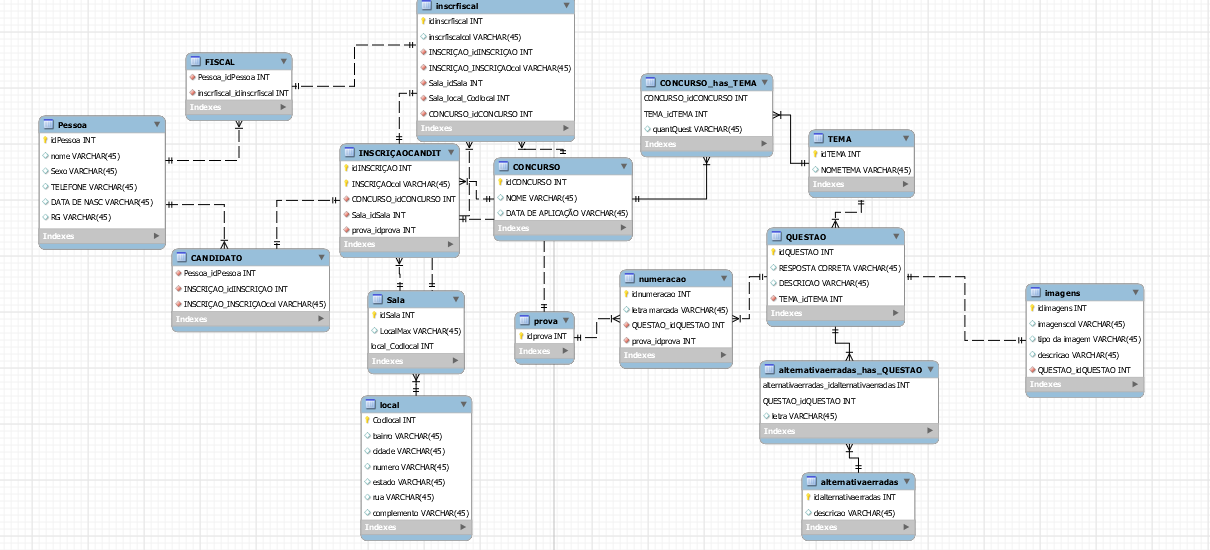 inscrfiscal
idinscrfiscal INT
inscrfiscalcol VARCHAR(45)
INSCRIÇAO_idINSCRIÇAO INT
INSCRIÇAO_INSCRIÇAOcol VARCHAR(45)
Sala_idSala INT
Sala_local_Codlocal INT
CONCURSO_idCONCURSO INT
Indexes
FISCAL
Pessoa_idPessoa INT
inscrfiscal_idinscrfiscal INT
Indexes
CONCURSO_has_TEMA
CONCURSO_idCONCURSO INT
TEMA_idTEMA INT
quantQuest VARCHAR(45)
Indexes
Pessoa
idPessoa INT
nome VARCHAR(45)
Sexo VARCHAR(45)
TELEFONE VARCHAR(45)
DATA DE NASC VARCHAR(45)
RG VARCHAR(45)
Indexes
TEMA
idTEMA INT
NOMETEMA VARCHAR(45)
Indexes
INSCRIÇAOCANDIT
idINSCRIÇAO INT
INSCRIÇAOcol VARCHAR(45)
CONCURSO_idCONCURSO INT
Sala_idSala INT
prova_idprova INT
Indexes
CONCURSO
idCONCURSO INT
NOME VARCHAR(45)
DATA DE APLICAÇÃO VARCHAR(45)
Indexes
QUESTAO
idQUESTAO INT
RESPOSTA CORRETA VARCHAR(45)
DESCRICAO VARCHAR(45)
TEMA_idTEMA INT
Indexes
CANDIDATO
Pessoa_idPessoa INT
INSCRIÇAO_idINSCRIÇAO INT
INSCRIÇAO_INSCRIÇAOcol VARCHAR(45)
Indexes
numeracao
idnumeracao INT
letra marcada VARCHAR(45)
QUESTAO_idQUESTAO INT
prova_idprova INT
Indexes
imagens
idimagens INT
imagenscol VARCHAR(45)
tipo da imagem VARCHAR(45)
descricao VARCHAR(45)
QUESTAO_idQUESTAO INT
Indexes
Sala
idSala INT
LocalMax VARCHAR(45)
local_Codlocal INT
Indexes
prova
idprova INT
Indexes
alternativaerradas_has_QUESTAO
alternativaerradas_idalternativaerradas INT
QUESTAO_idQUESTAO INT
letra VARCHAR(45)
Indexes
local
Codlocal INT
bairro VARCHAR(45)
cidade VARCHAR(45)
numero VARCHAR(45)
estado VARCHAR(45)
rua VARCHAR(45)
complemento VARCHAR(45)
Indexes
alternativaerradas
idalternativaerradas INT
descricao VARCHAR(45)
Indexes